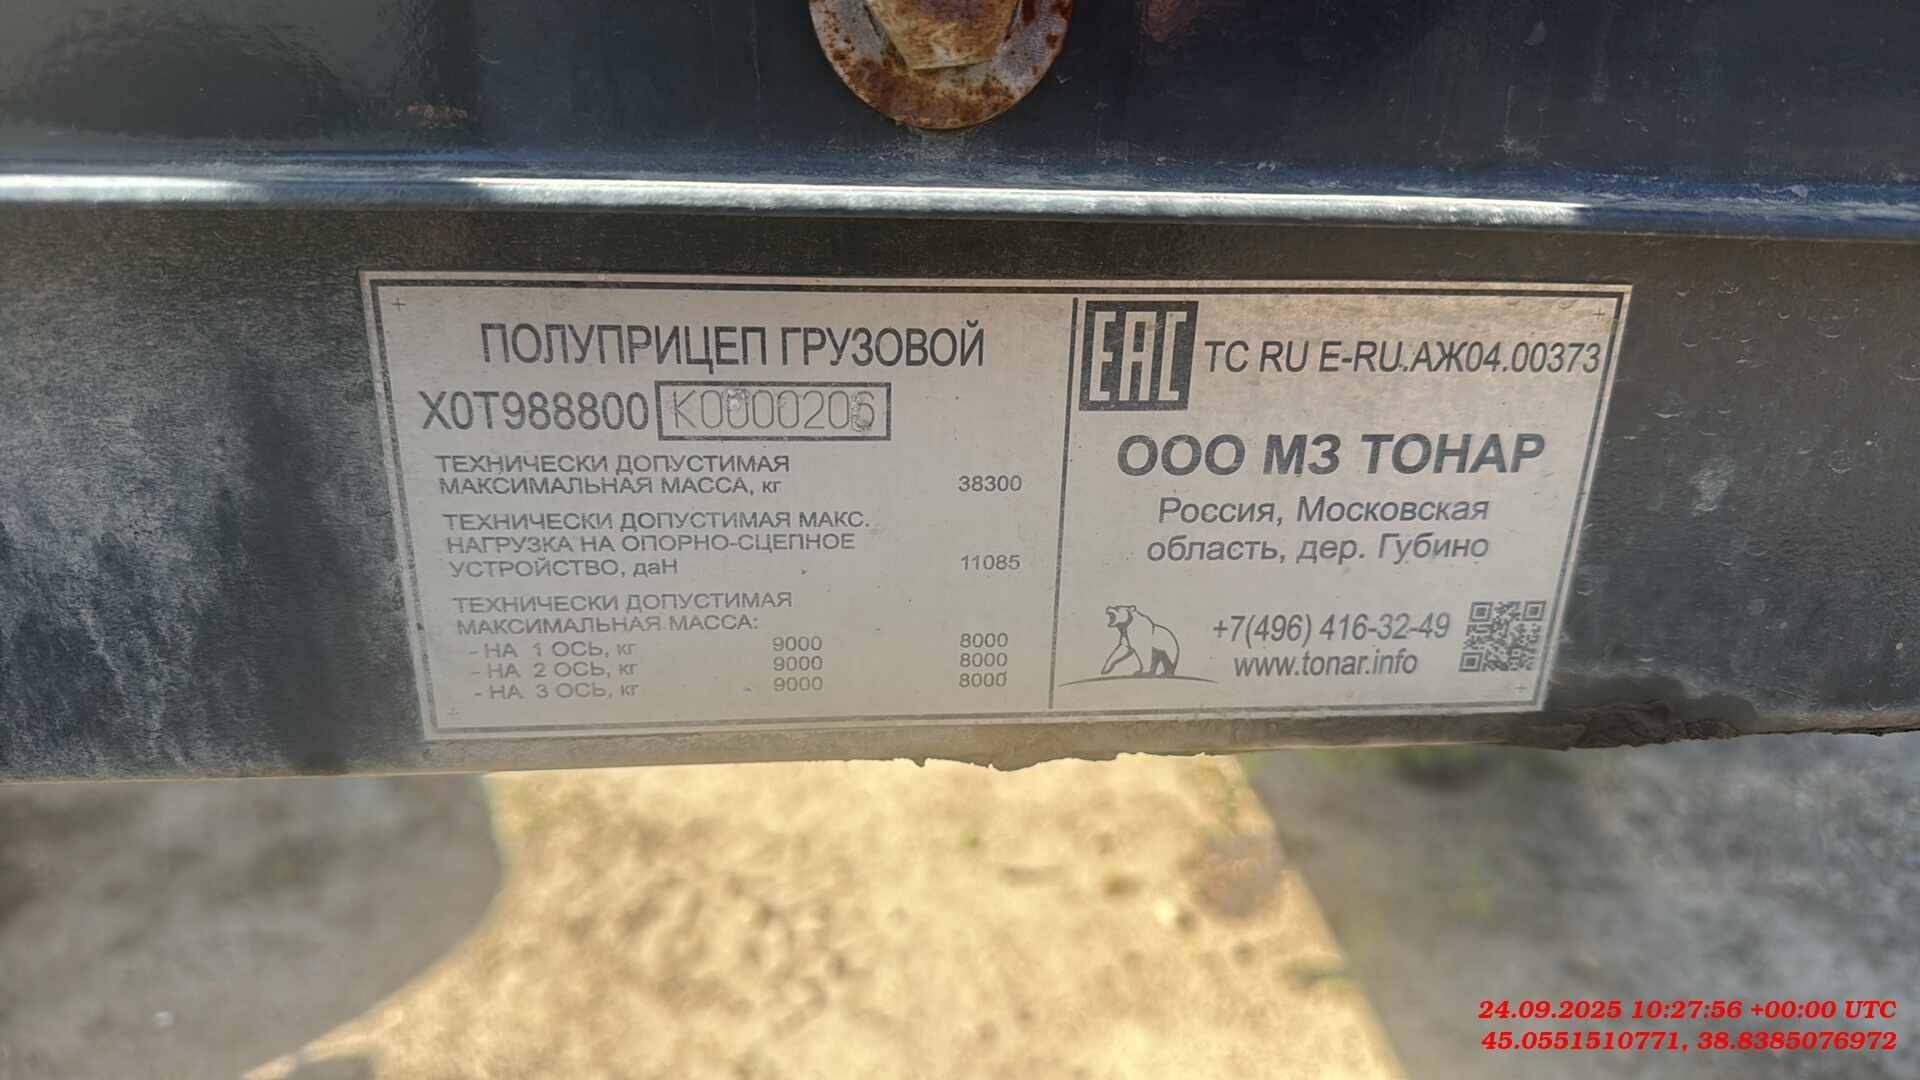 ПОЛУПРИЦЕП ГРУЗОВОЙ
X0T988800 K0000206
ТЕХНИЧЕСКИ ДОПУСТИМАЯ
МАКСИМАЛЬНАЯ МАССА, кг 38300
ТЕХНИЧЕСКИ ДОПУСТИМАЯ МАКС.
НАГРУЗКА НА ОПОРНО-СЦЕПНОЕ
УСТРОЙСТВО, даН 11085
ТЕХНИЧЕСКИ ДОПУСТИМАЯ
МАКСИМАЛЬНАЯ МАССА:
- НА 1 ОСЬ, кг 9000 8000
- НА 2 ОСЬ, кг 9000 8000
- НА 3 ОСЬ, кг 9000 8000
EAC TC RU E-RU.АЖ04.00373
ООО МЗ ТОНАР
Россия, Московская
область, дер. Губино
+7(496) 416-32-49
www.tonar.info
24.09.2025 10:27:56 +00:00 UTC
45.0551510771, 38.8385076972